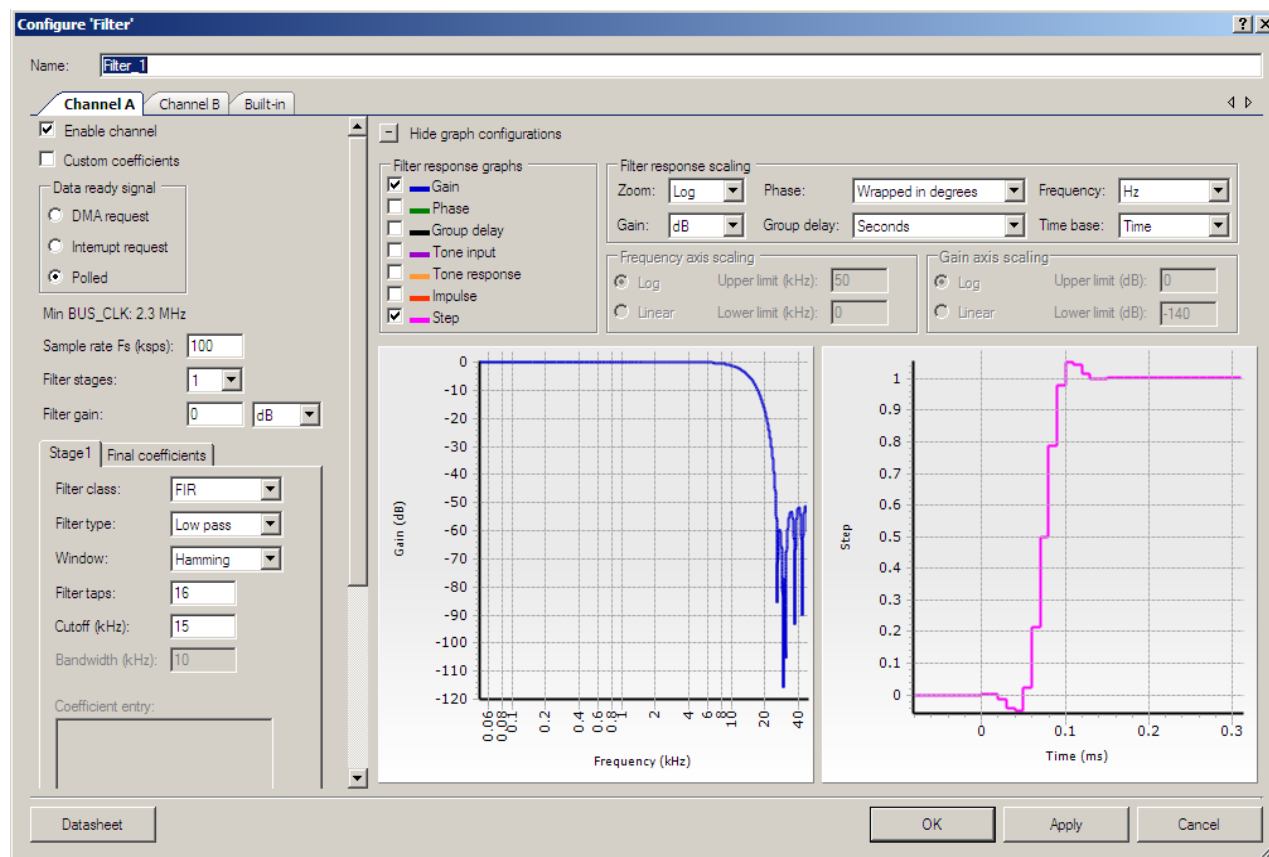 Configure 'Filter'
Name: Filter_1
Channel A Channel B Built-in
Enable channel
Custom coefficients
Data ready signal
DMA request
Interrupt request
Polled
Min BUS_CLK: 2.3 MHz
Sample rate Fs (ksps): 100
Filter stages: 1
Filter gain: 0 dB
Stage1 Final coefficients
Filter class: FIR
Filter type: Low pass
Window: Hamming
Filter taps: 16
Cutoff (kHz): 15
Bandwidth (kHz): 10
Coefficient entry:
Hide graph configurations
Filter response graphs
Gain
Phase
Group delay
Tone input
Tone response
Impulse
Step
Filter response scaling
Zoom: Log Phase: Wrapped in degrees Frequency: Hz
Gain: dB Group delay: Seconds Time base: Time
Frequency axis scaling
Log Upper limit (kHz): 50
Linear Lower limit (kHz): 0
Gain axis scaling
Log Upper limit (dB): 0
Linear Lower limit (dB): -140
Gain (dB)
0
-10
-20
-30
-40
-50
-60
-70
-80
-90
-100
-110
-120
0.06 0.08 0.1 0.2 0.4 0.6 0.8 1 2 4 6 8 10 20 40
Frequency (kHz)
Step
1
0.9
0.8
0.7
0.6
0.5
0.4
0.3
0.2
0.1
0
0 0.1 0.2 0.3
Time (ms)
Datasheet OK Apply Cancel